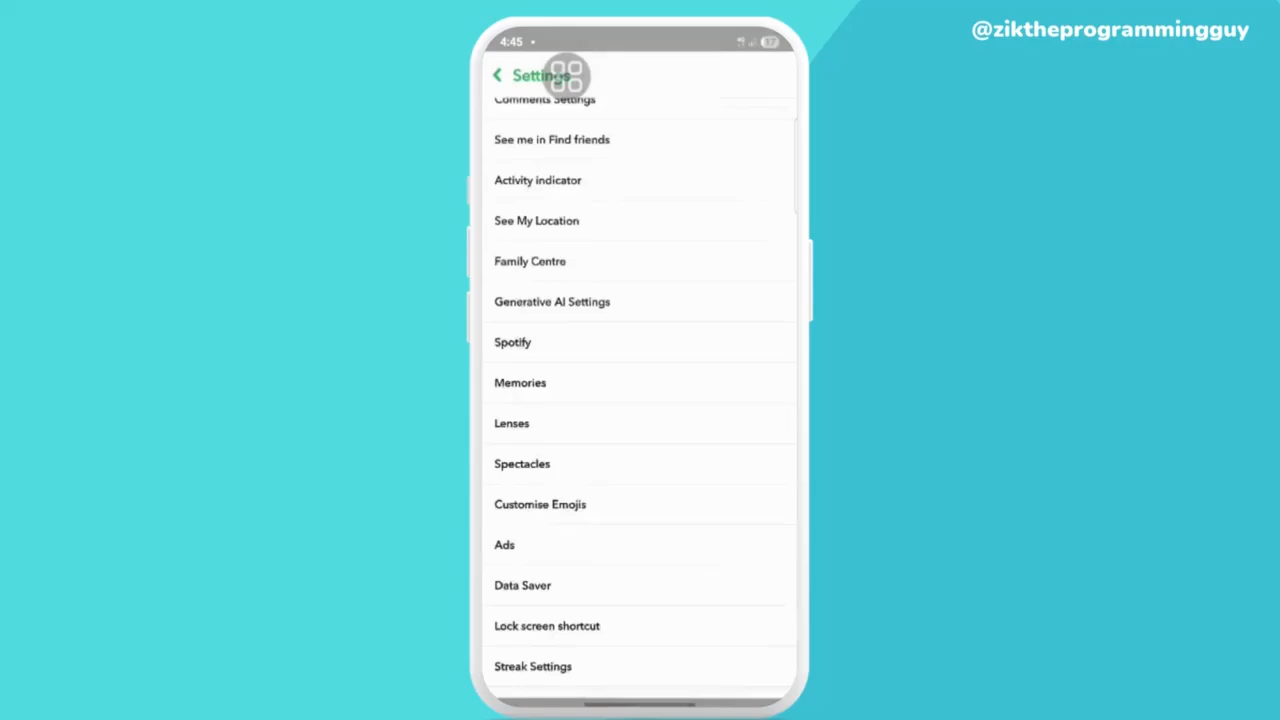 @ziktheprogrammingguy
4:45
37
Settings
Comments Settings
See me in Find friends
Activity indicator
See My Location
Family Centre
Generative AI Settings
Spotify
Memories
Lenses
Spectacles
Customise Emojis
Ads
Data Saver
Lock screen shortcut
Streak Settings